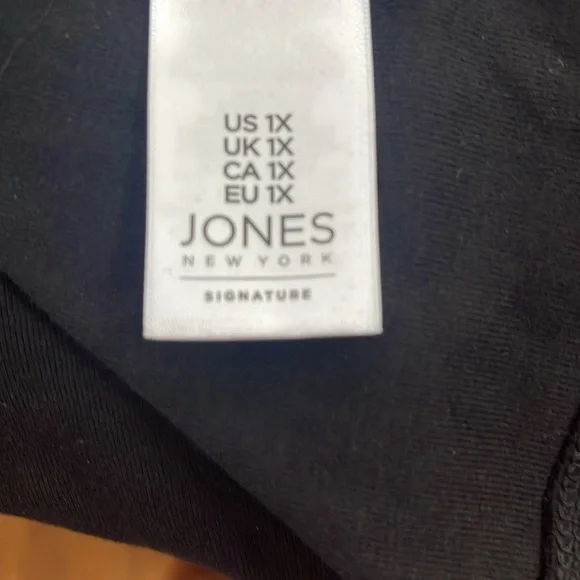 US 1X
UK 1X
CA 1X
EU 1X
JONES
NEW YORK
SIGNATURE